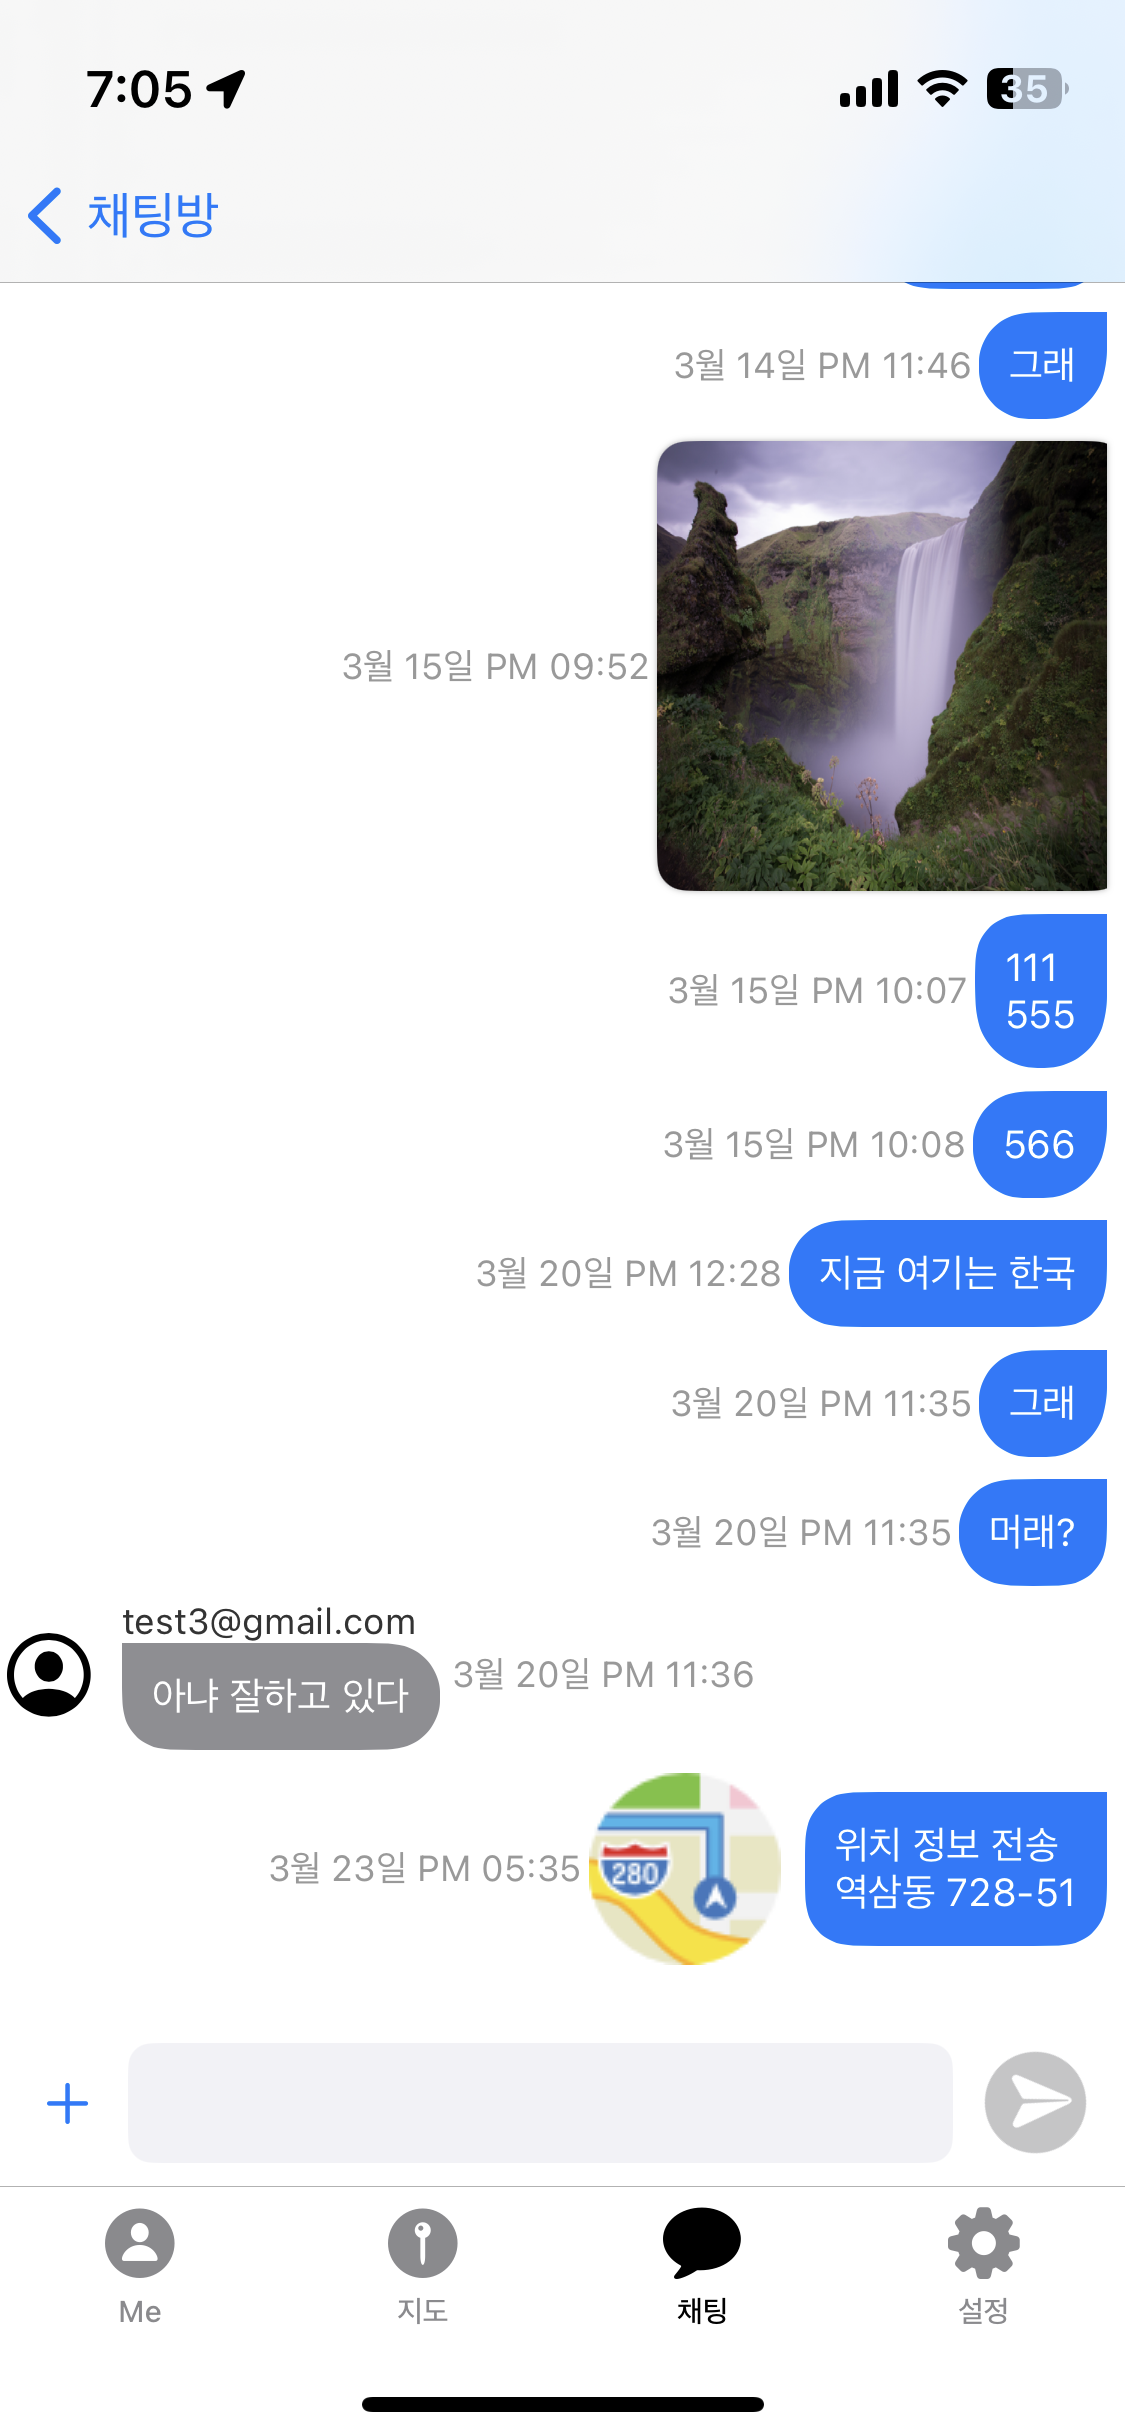 7:05
35
채팅방
3월 14일 PM 11:46
그래
3월 15일 PM 09:52
3월 15일 PM 10:07
111
555
3월 15일 PM 10:08
566
3월 20일 PM 12:28
지금 여기는 한국
3월 20일 PM 11:35
그래
3월 20일 PM 11:35
머래?
test3@gmail.com
아냐 잘하고 있다
3월 20일 PM 11:36
3월 23일 PM 05:35
280
위치 정보 전송
역삼동 728-51
Me
지도
채팅
설정